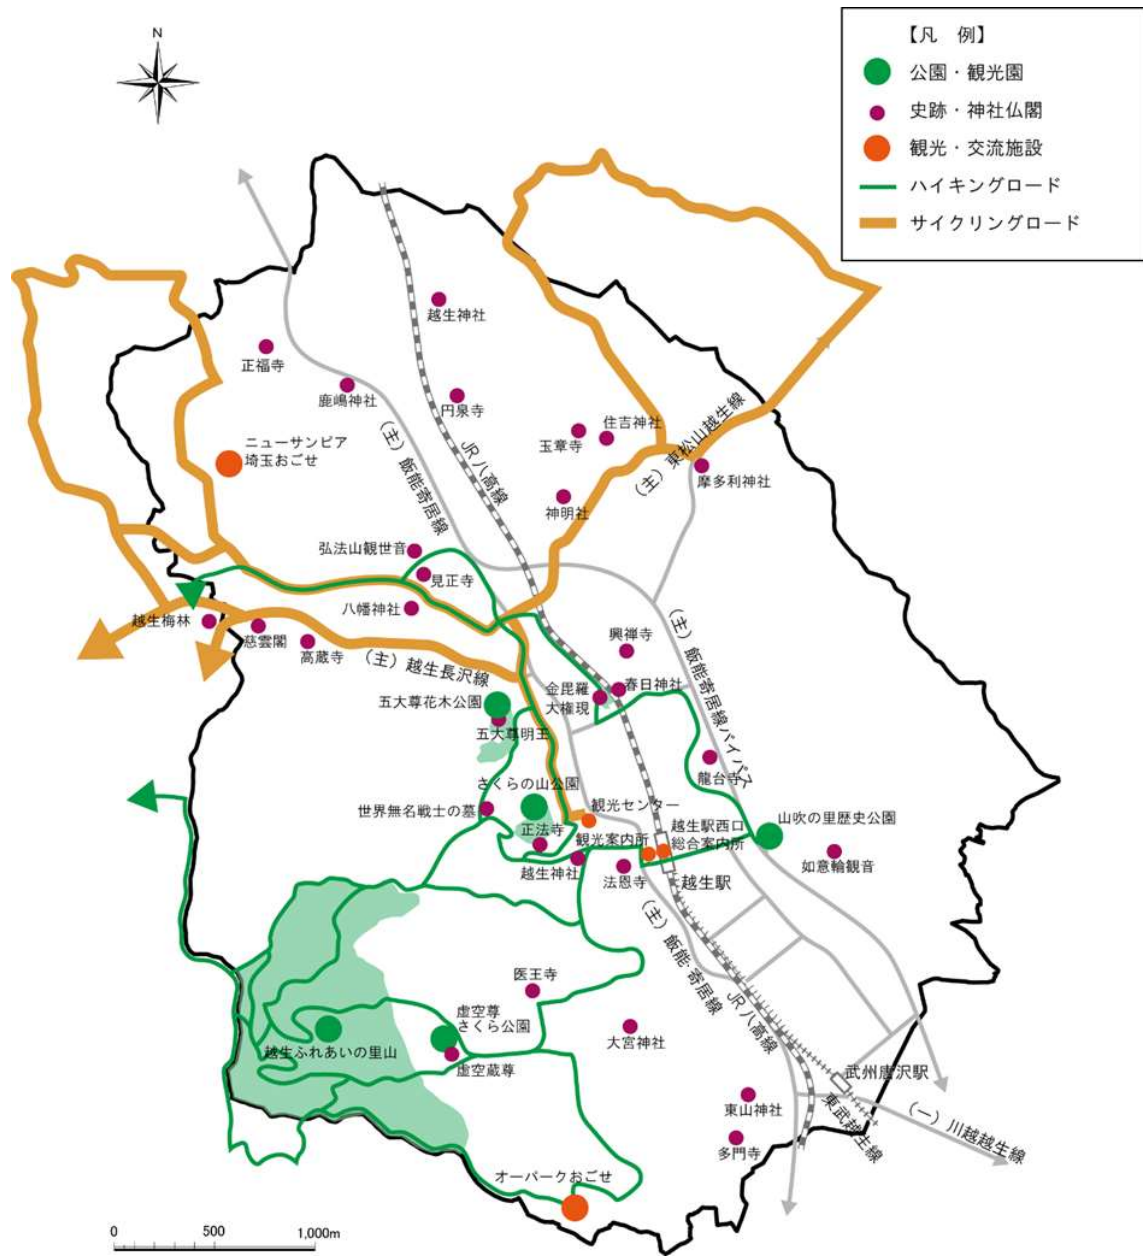 N
【凡　例】
公園・観光園
史跡・神社仏閣
観光・交流施設
ハイキングロード
サイクリングロード
越生神社
正福寺
鹿嶋神社
円泉寺
住吉神社
玉章寺
(主)東松山越生線
ニューサンピア
埼玉おごせ
(主)飯能寄居線
JR 八高線
摩多利神社
神明社
弘法山観世音
見正寺
八幡神社
越生梅林
慈雲閣
高蔵寺
(主)越生長沢線
興禅寺
(主)飯能寄居線バイパス
金毘羅
大権現
春日神社
五大尊花木公園
五大尊明王
龍台寺
さくらの山公園
世界無名戦士の墓
観光センター
正法寺
観光案内所
越生駅西口
総合案内所
山吹の里歴史公園
如意輪観音
越生神社
法恩寺
越生駅
(主)飯能・寄居線
医王寺
JR 八高線
虚空尊
さくら公園
大宮神社
越生ふれあいの里山
虚空蔵尊
武州唐沢駅
東武越生線
東山神社
(一)川越越生線
多門寺
オーパークおごせ
0 500 1,000m